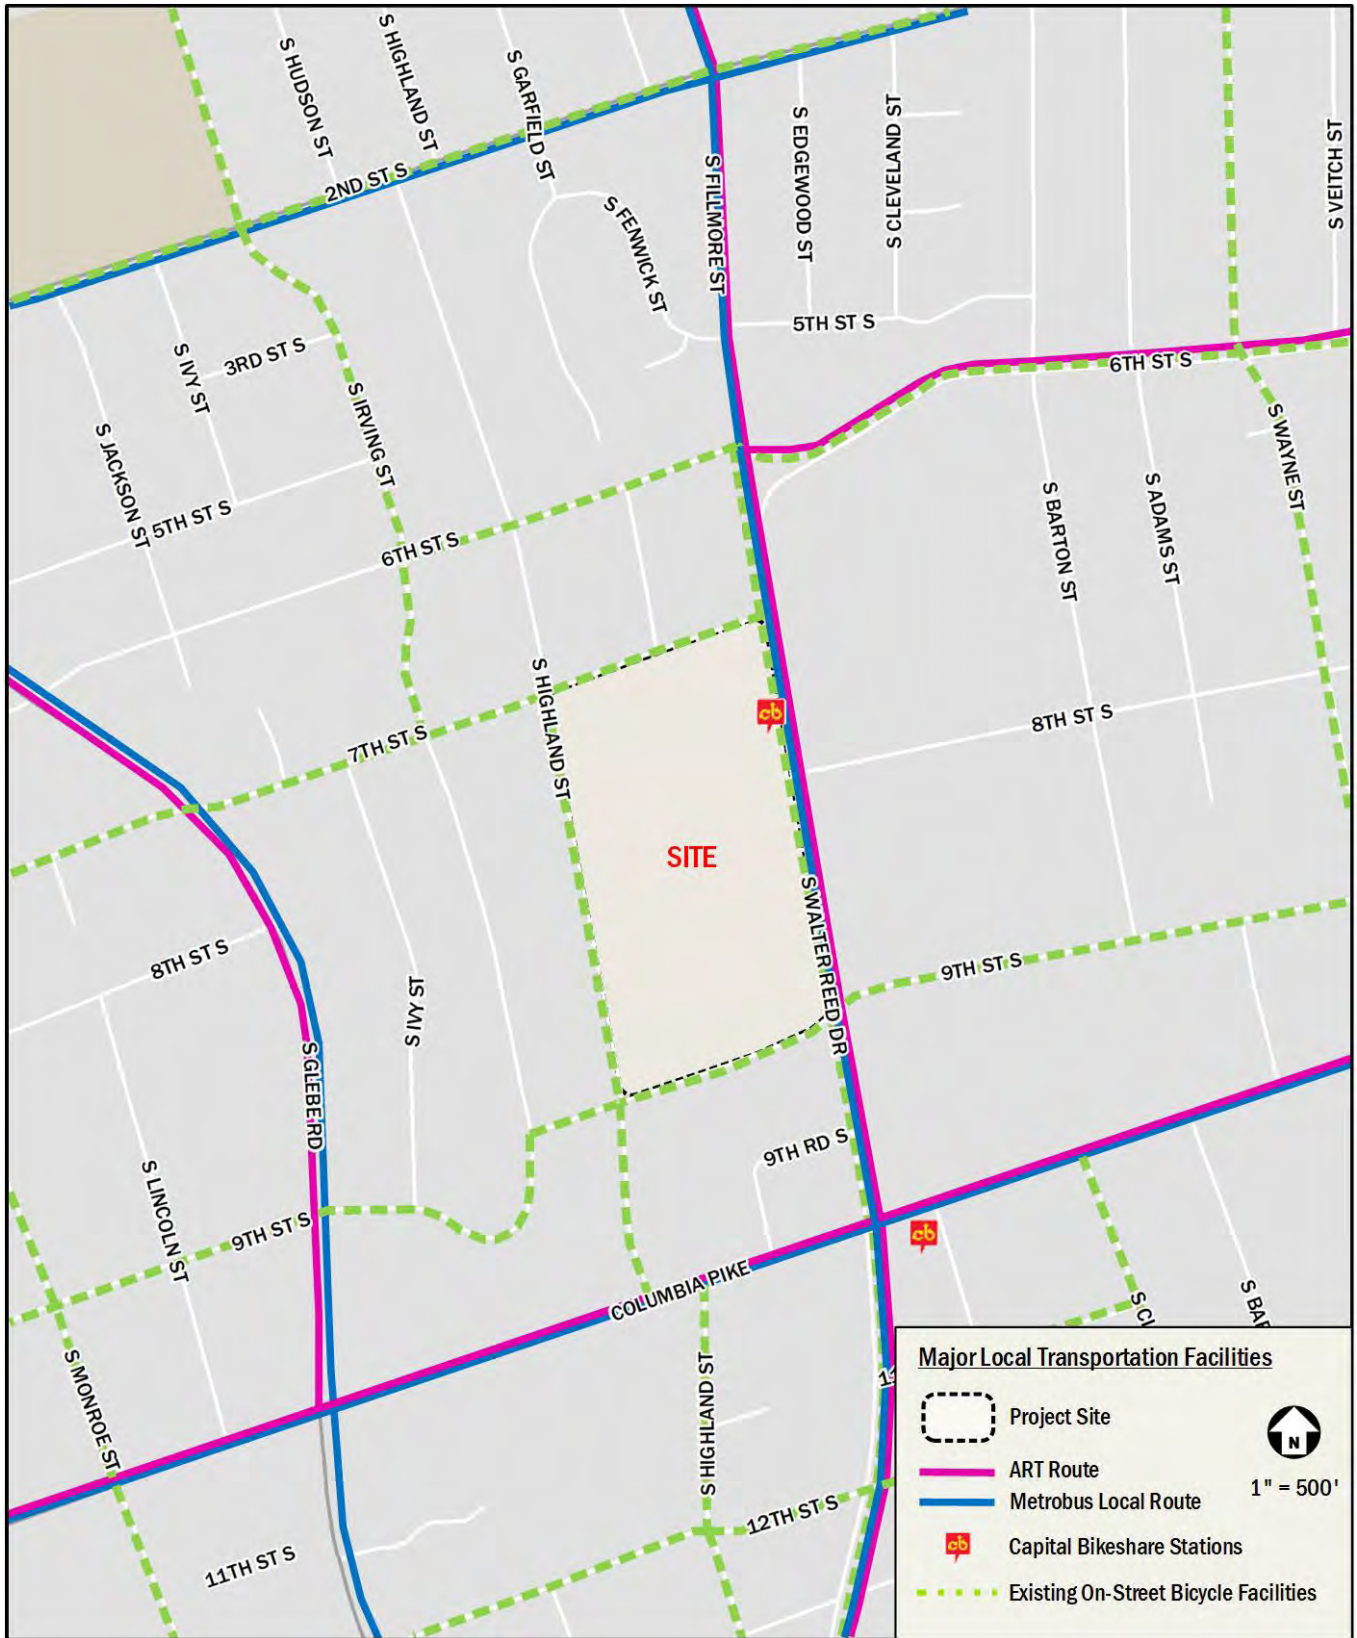 S HUDSON ST
S HIGHLAND ST
S GARFIELD ST
2ND ST S
S FENWICK ST
S FILLMORE ST
S EDGEWOOD ST
S CLEVELAND ST
S VEITCH ST
5TH ST S
6TH ST S
3RD ST S
S IVY ST
S IRVING ST
S JACKSON ST
5TH ST S
6TH ST S
S WAYNE ST
S BARTON ST
S ADAMS ST
S HIGHLAND ST
7TH ST S
8TH ST S
SITE
S WALTER REED DR
8TH ST S
9TH ST S
S IVY ST
S GLEBE RD
9TH RD S
S LINCOLN ST
9TH ST S
COLUMBIA PIKE
S MONROE ST
S HIGHLAND ST
12TH ST S
11TH ST S
cb
cb
Major Local Transportation Facilities
Project Site
N
ART Route
1" = 500'
Metrobus Local Route
cb
Capital Bikeshare Stations
Existing On-Street Bicycle Facilities